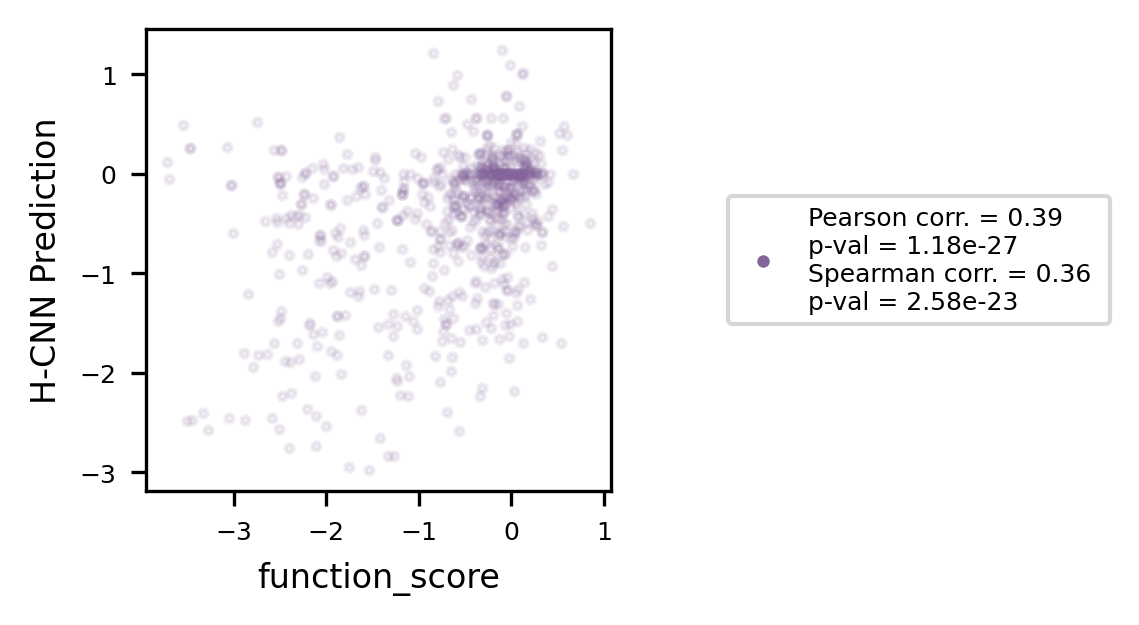 H-CNN Prediction
1
0
−1
−2
−3
−3
−2
−1
0
1
function_score
Pearson corr. = 0.39
p-val = 1.18e-27
Spearman corr. = 0.36
p-val = 2.58e-23